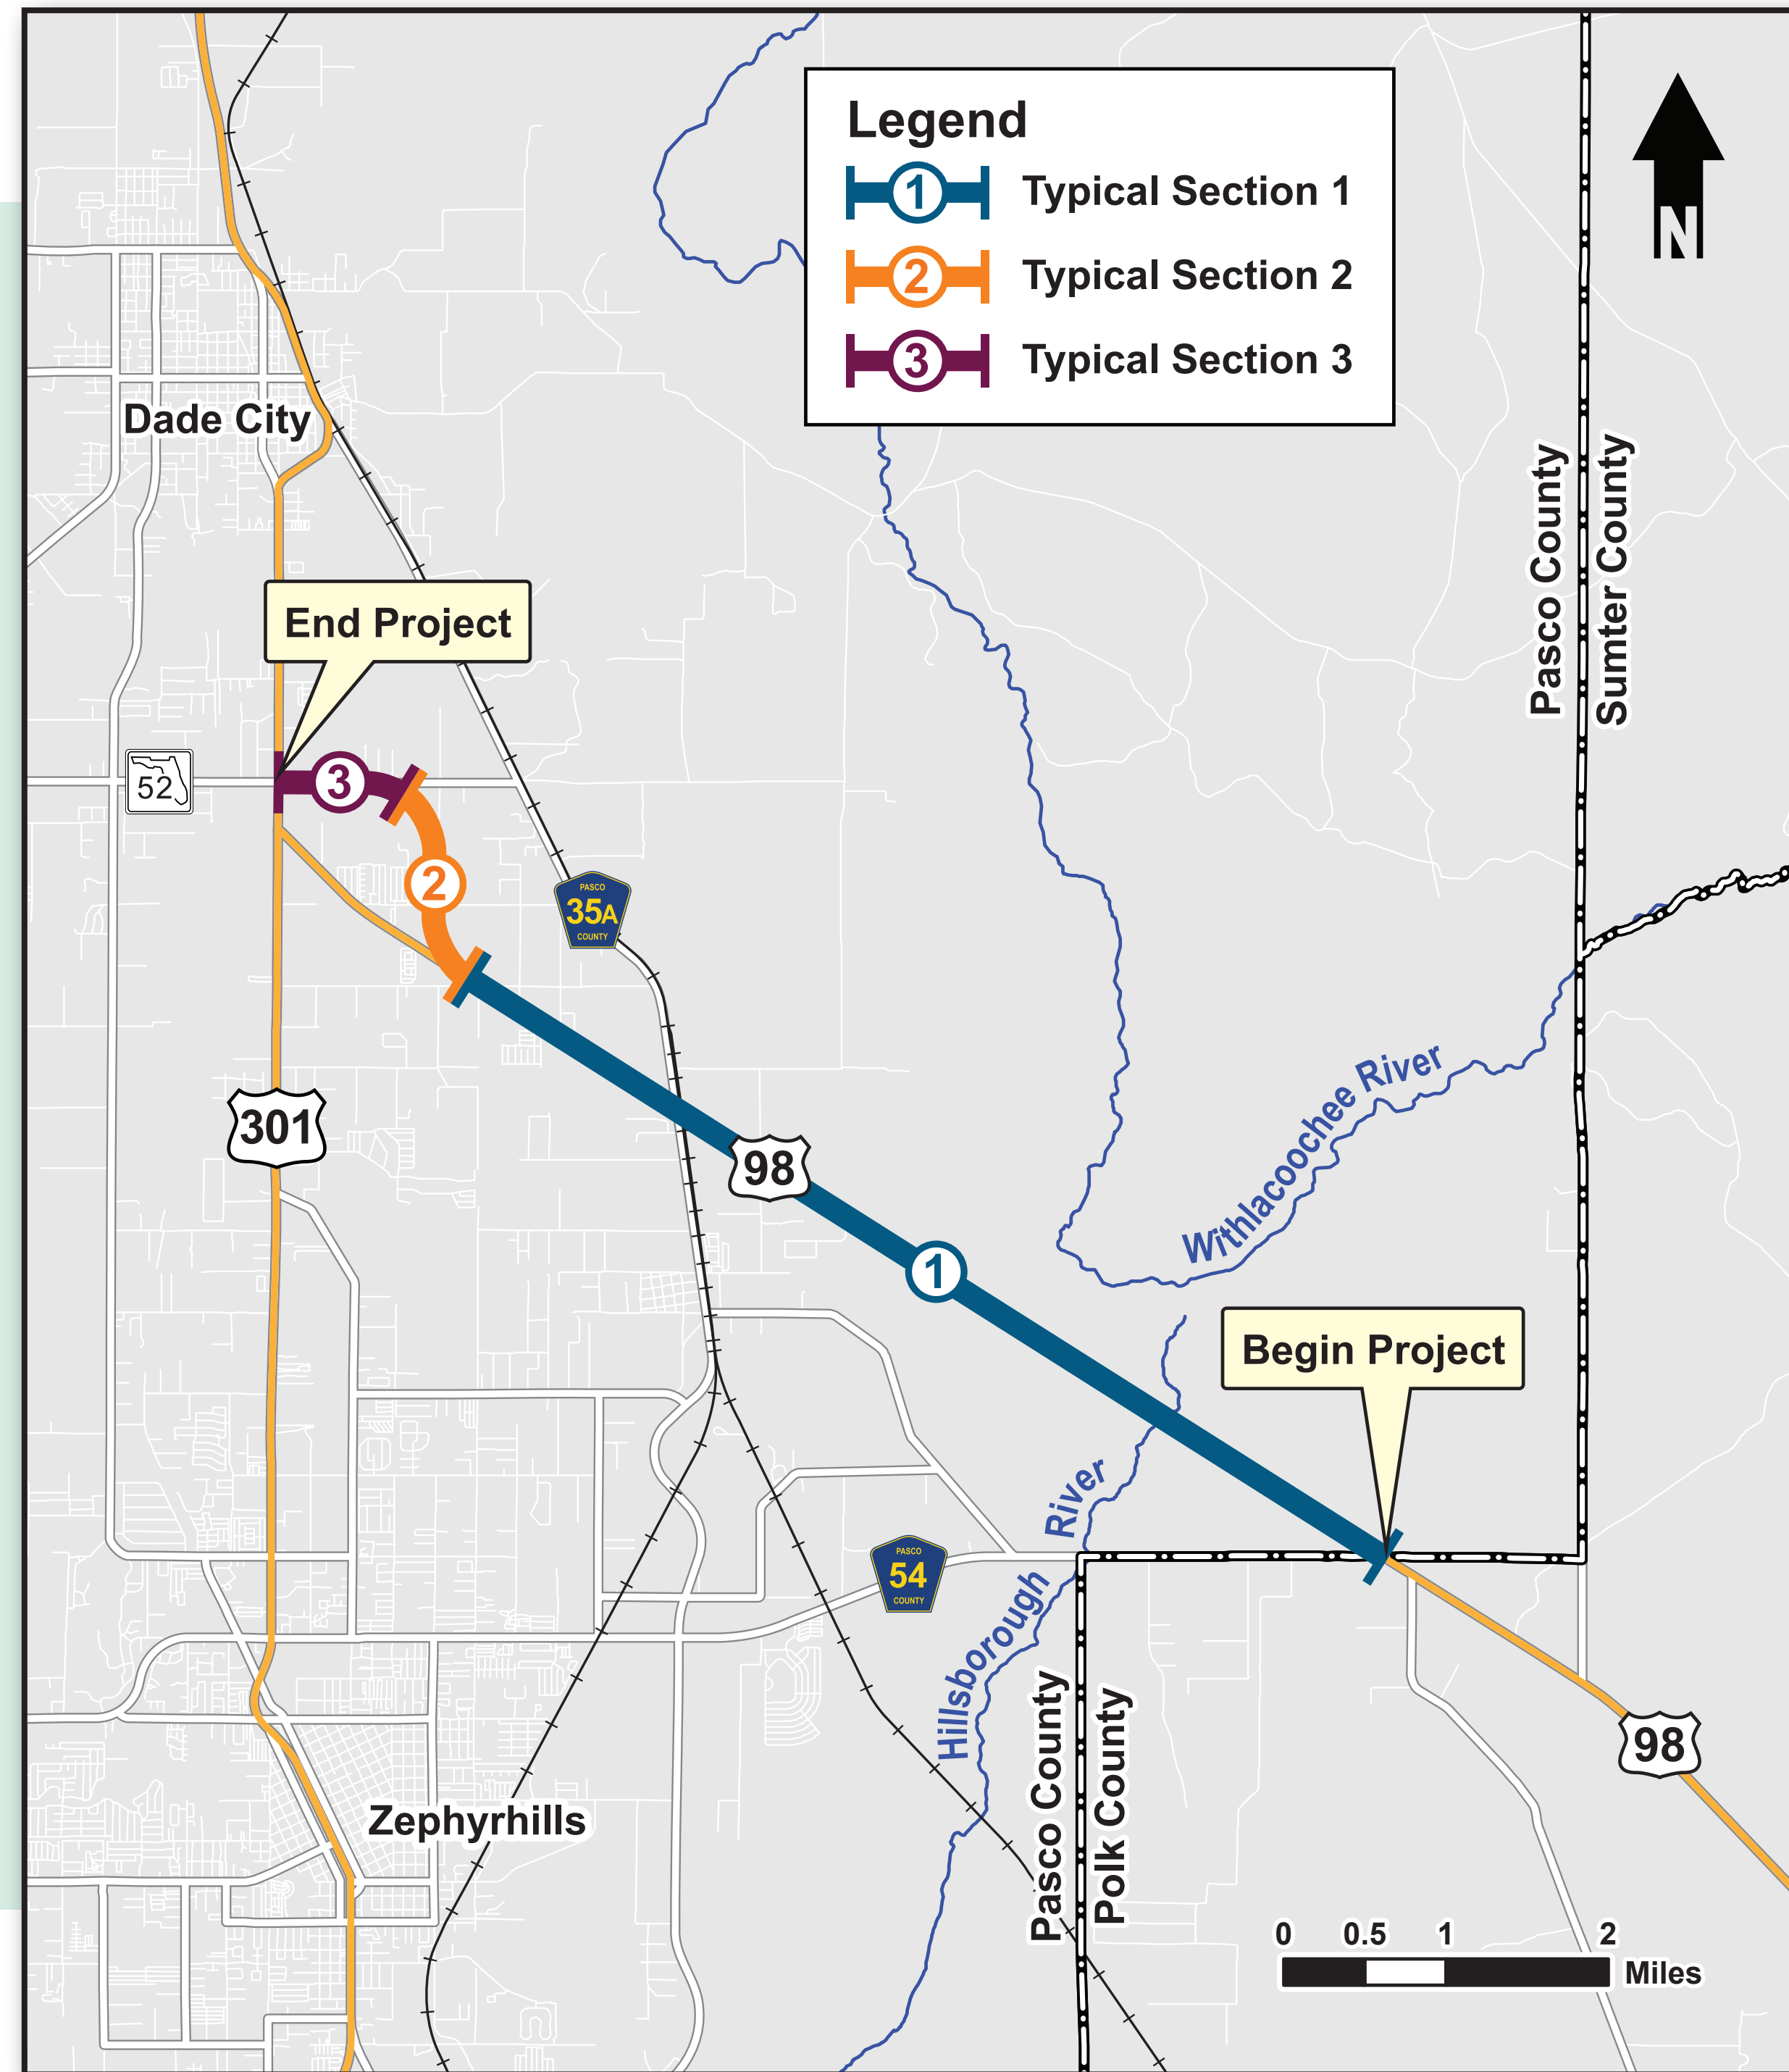 Legend
1 Typical Section 1
2 Typical Section 2
3 Typical Section 3
N
Dade City
Pasco County
Sumter County
End Project
52
3
2
PASCO
35A
COUNTY
301
98
Withlacoochee River
1
Begin Project
PASCO
54
COUNTY
Hillsborough River
Pasco County
Polk County
98
Zephyrhills
0 0.5 1 2
Miles